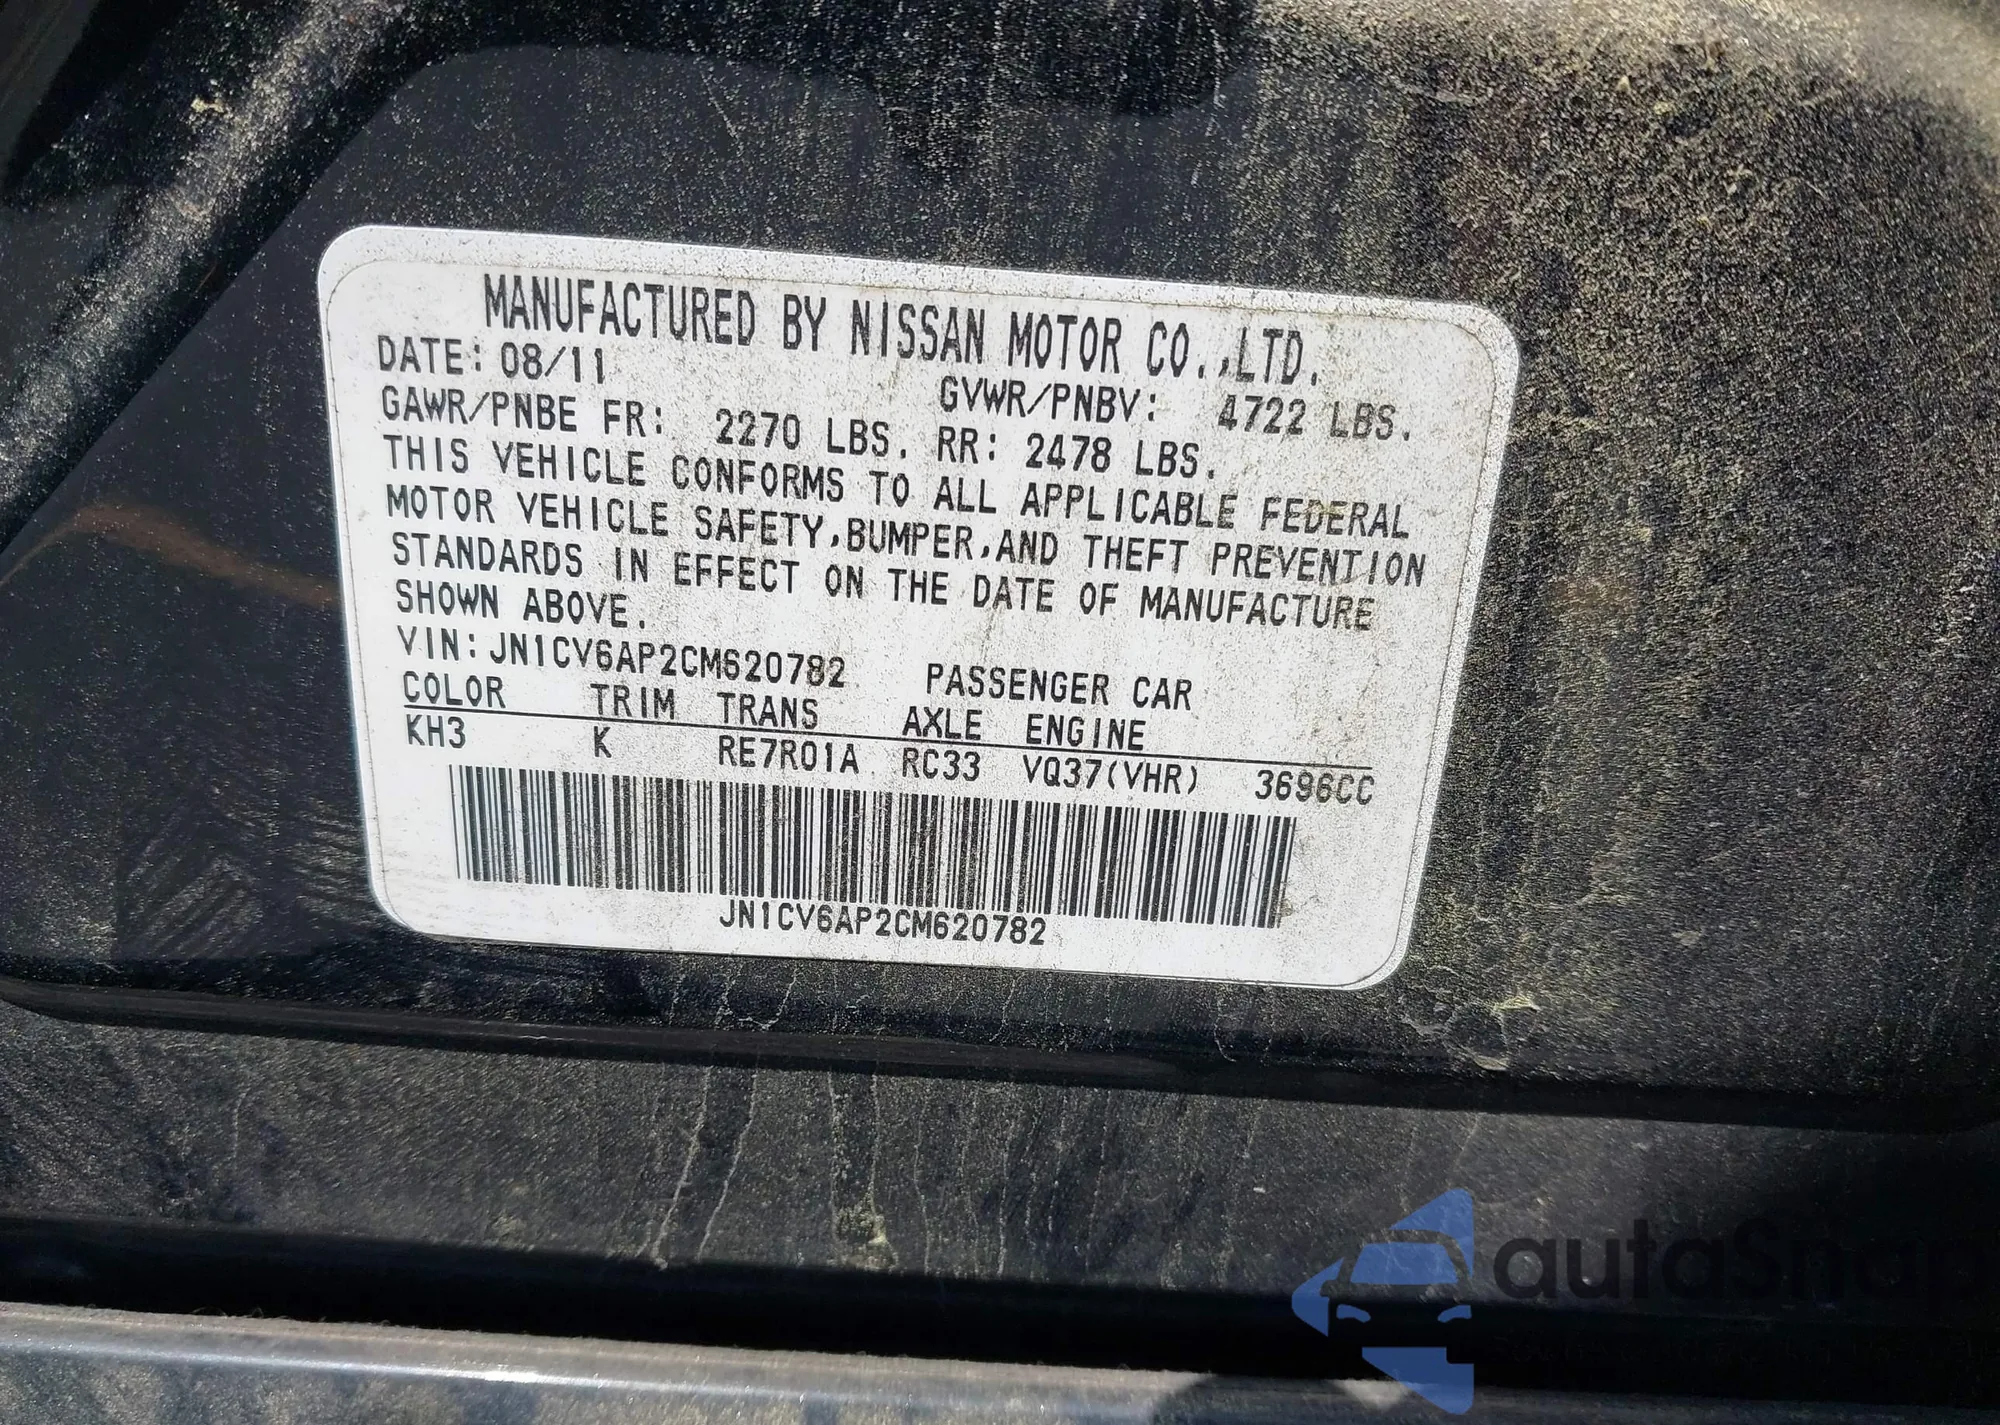 MANUFACTURED BY NISSAN MOTOR CO.,LTD.
DATE: 08/11 GVWR/PNBV: 4722 LBS.
GAWR/PNBE FR: 2270 LBS. RR: 2478 LBS.
THIS VEHICLE CONFORMS TO ALL APPLICABLE FEDERAL
MOTOR VEHICLE SAFETY,BUMPER,AND THEFT PREVENTION
STANDARDS IN EFFECT ON THE DATE OF MANUFACTURE
SHOWN ABOVE.
VIN: JN1CV6AP2CM620782 PASSENGER CAR
COLOR TRIM TRANS AXLE ENGINE
KH3 K RE7R01A RC33 VQ37(VHR) 3696CC
JN1CV6AP2CM620782
autaSnap